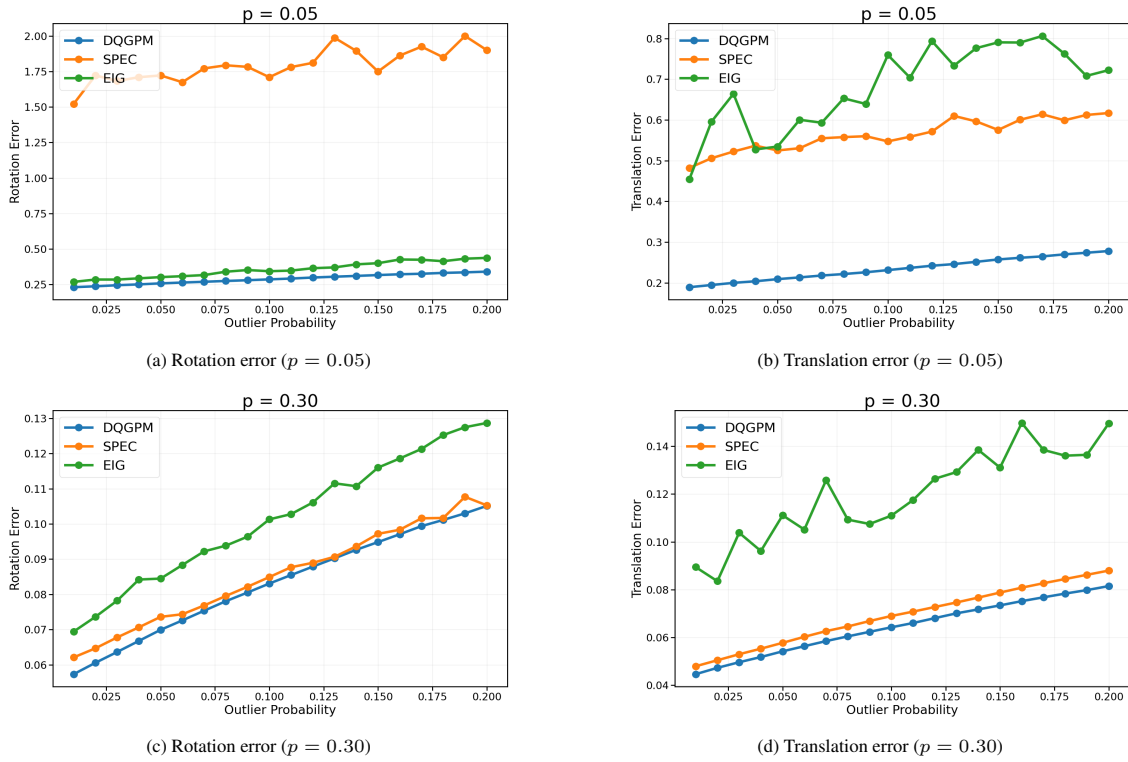 p = 0.05
DQGPM
SPEC
EIG
2.00
1.75
1.50
1.25
1.00
0.75
0.50
0.25
Rotation Error
0.025 0.050 0.075 0.100 0.125 0.150 0.175 0.200
Outlier Probability
(a) Rotation error (p = 0.05)
p = 0.05
DQGPM
SPEC
EIG
0.8
0.7
0.6
0.5
0.4
0.3
0.2
Translation Error
0.025 0.050 0.075 0.100 0.125 0.150 0.175 0.200
Outlier Probability
(b) Translation error (p = 0.05)
p = 0.30
DQGPM
SPEC
EIG
0.13
0.12
0.11
0.10
0.09
0.08
0.07
0.06
Rotation Error
0.025 0.050 0.075 0.100 0.125 0.150 0.175 0.200
Outlier Probability
(c) Rotation error (p = 0.30)
p = 0.30
DQGPM
SPEC
EIG
0.14
0.12
0.10
0.08
0.06
0.04
Translation Error
0.025 0.050 0.075 0.100 0.125 0.150 0.175 0.200
Outlier Probability
(d) Translation error (p = 0.30)